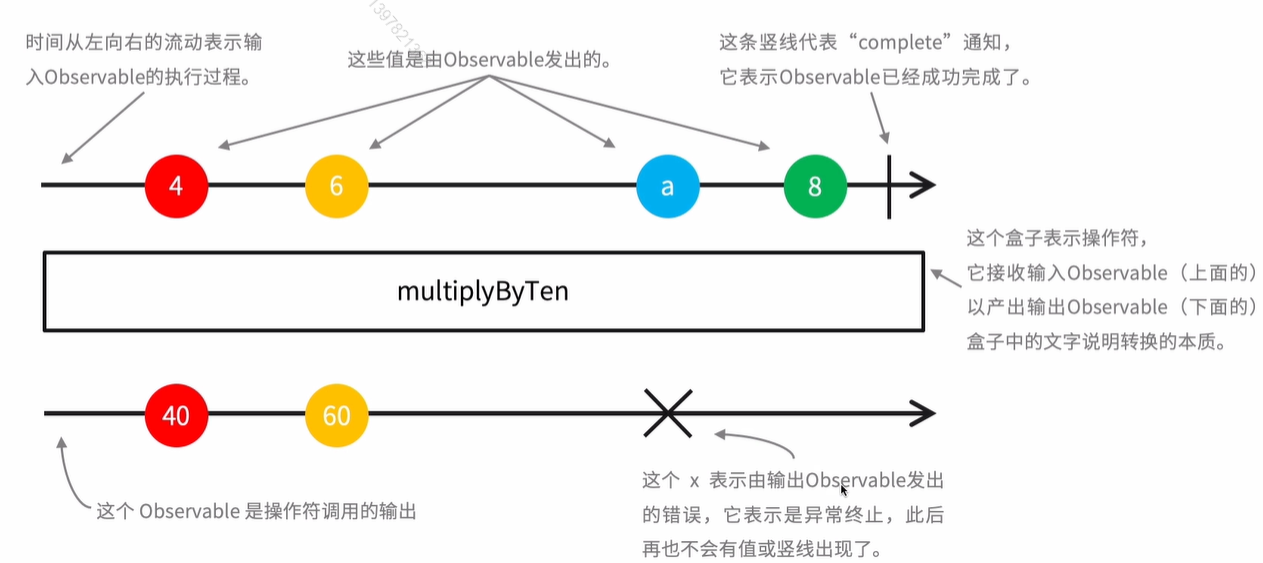 时间从左向右的流动表示输
入Observable的执行过程。
这些值是由Observable发出的。
这条竖线代表“complete”通知，
它表示Observable已经成功完成了。
4
6
a
8
multiplyByTen
这个盒子表示操作符，
它接收输入Observable（上面的）
以产出输出Observable（下面的）
盒子中的文字说明转换的本质。
40
60
这个 Observable 是操作符调用的输出
这个 x 表示由输出Observable发出
的错误，它表示是异常终止，此后
再也不会有值或竖线出现了。